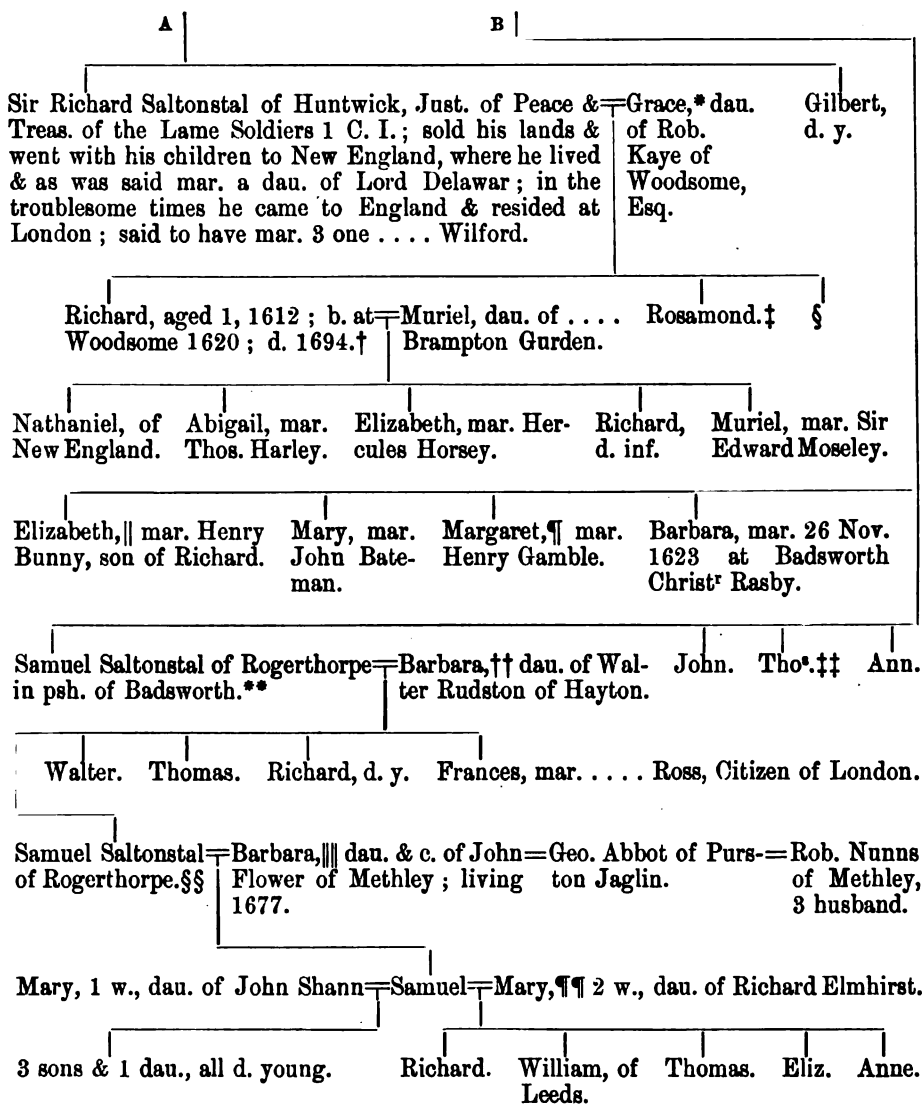 A B
Sir Richard Saltonstal of Huntwick, Just. of Peace &=Grace,* dau. Gilbert,
Treas. of the Lame Soldiers 1 C. I.; sold his lands & of Rob. d. y.
went with his children to New England, where he lived Kaye of
& as was said mar. a dau. of Lord Delawar; in the Woodsome,
troublesome times he came to England & resided at Esq.
London; said to have mar. 3 one .... Wilford.
Richard, aged 1, 1612; b. at=Muriel, dau. of .... Rosamond.‡ §
Woodsome 1620; d. 1694.† Brampton Gurden.
Nathaniel, of Abigail, mar. Elizabeth, mar. Her- Richard, Muriel, mar. Sir
New England. Thos. Harley. cules Horsey. d. inf. Edward Moseley.
Elizabeth,|| mar. Henry Mary, mar. Margaret,¶ mar. Barbara, mar. 26 Nov.
Bunny, son of Richard. John Bate- Henry Gamble. 1623 at Badsworth
man. Christʳ Rasby.
Samuel Saltonstal of Rogerthorpe=Barbara,†† dau. of Wal- John. Thoˢ.‡‡ Ann.
in psh. of Badsworth.** ter Rudston of Hayton.
Walter. Thomas. Richard, d. y. Frances, mar. .... Ross, Citizen of London.
Samuel Saltonstal=Barbara,|||| dau. & c. of John=Geo. Abbot of Purs-=Rob. Nunns
of Rogerthorpe.§§ Flower of Methley; living ton Jaglin. of Methley,
1677. 3 husband.
Mary, 1 w., dau. of John Shann=Samuel=Mary,¶¶ 2 w., dau. of Richard Elmhirst.
3 sons & 1 dau., all d. young. Richard. William, of Thomas. Eliz. Anne.
Leeds.